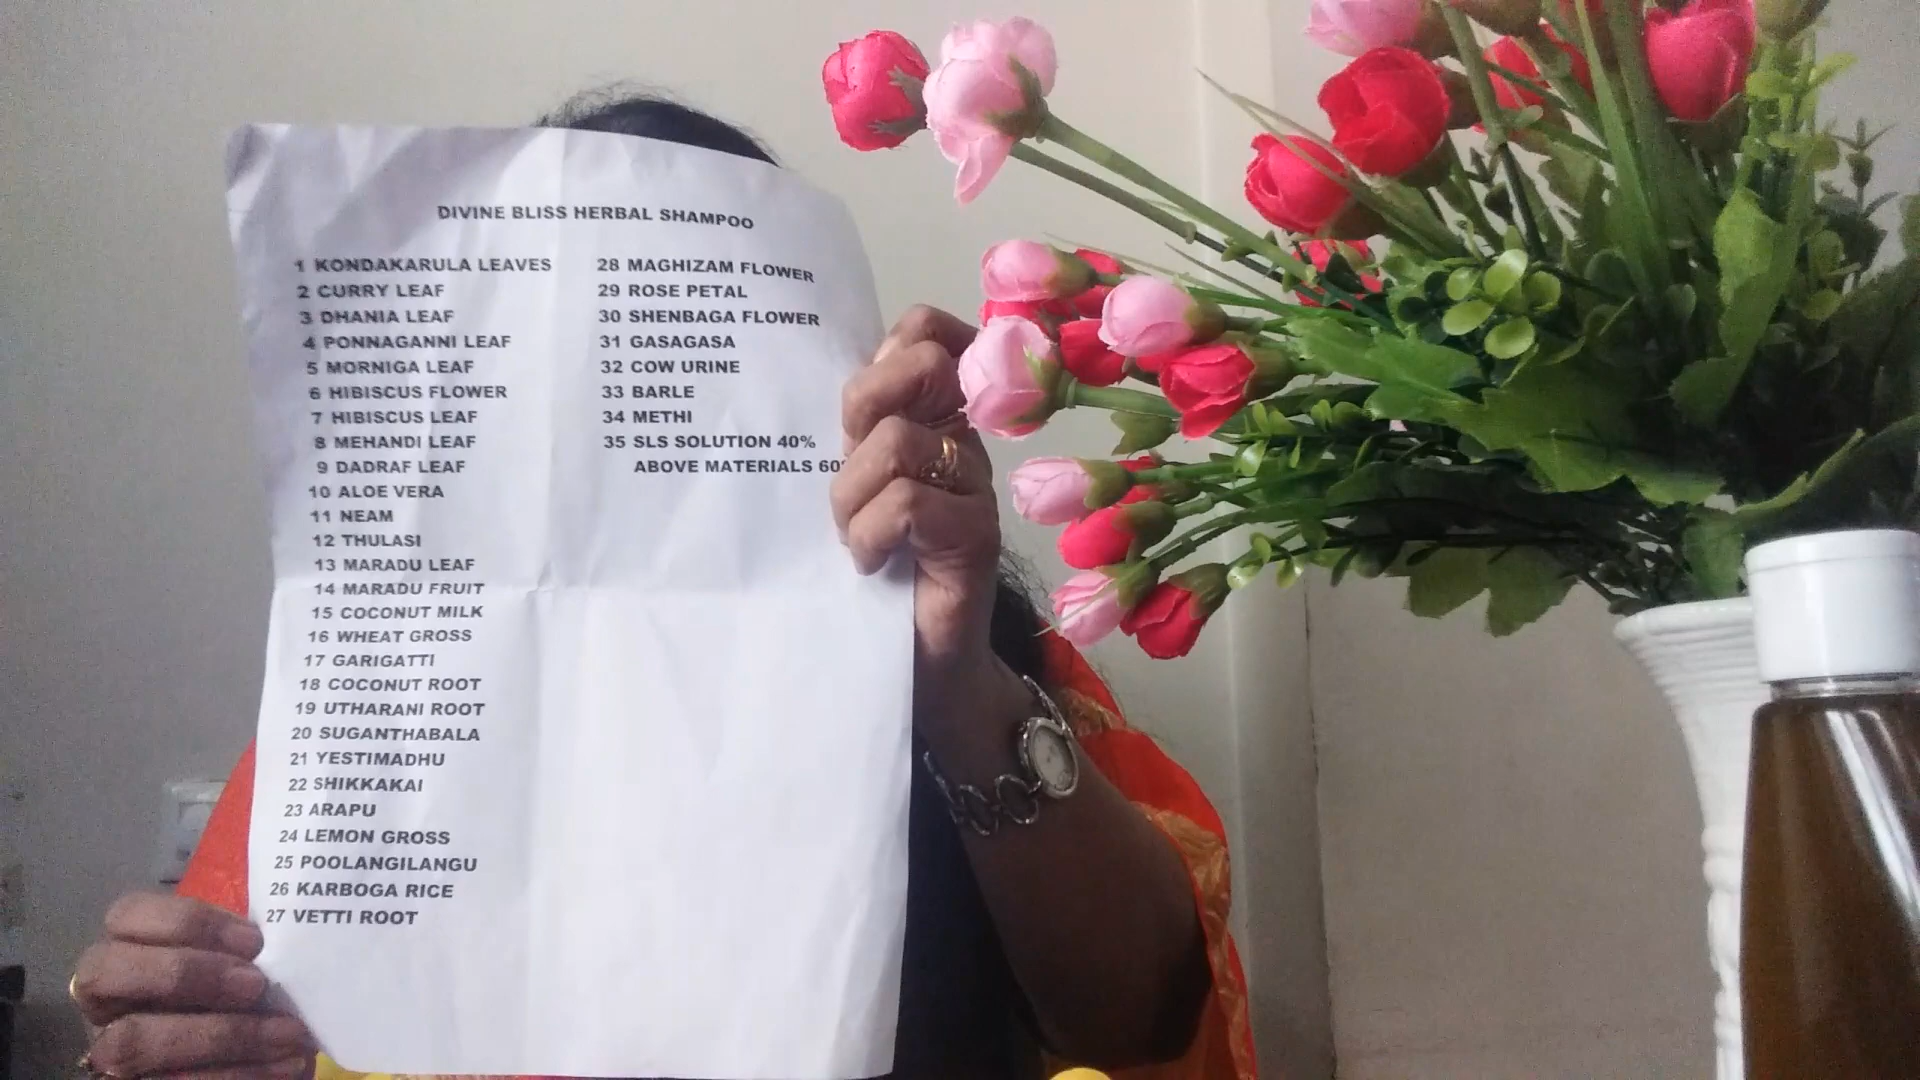 DIVINE BLISS HERBAL SHAMPOO
1 KONDAKARULA LEAVES
2 CURRY LEAF
3 DHANIA LEAF
4 PONNAGANNI LEAF
5 MORNIGA LEAF
6 HIBISCUS FLOWER
7 HIBISCUS LEAF
8 MEHANDI LEAF
9 DADRAF LEAF
10 ALOE VERA
11 NEAM
12 THULASI
13 MARADU LEAF
14 MARADU FRUIT
15 COCONUT MILK
16 WHEAT GROSS
17 GARIGATTI
18 COCONUT ROOT
19 UTHARANI ROOT
20 SUGANTHABALA
21 YESTIMADHU
22 SHIKKAKAI
23 ARAPU
24 LEMON GROSS
25 POOLANGILANGU
26 KARBOGA RICE
27 VETTI ROOT
28 MAGHIZAM FLOWER
29 ROSE PETAL
30 SHENBAGA FLOWER
31 GASAGASA
32 COW URINE
33 BARLE
34 METHI
35 SLS SOLUTION 40%
ABOVE MATERIALS 60